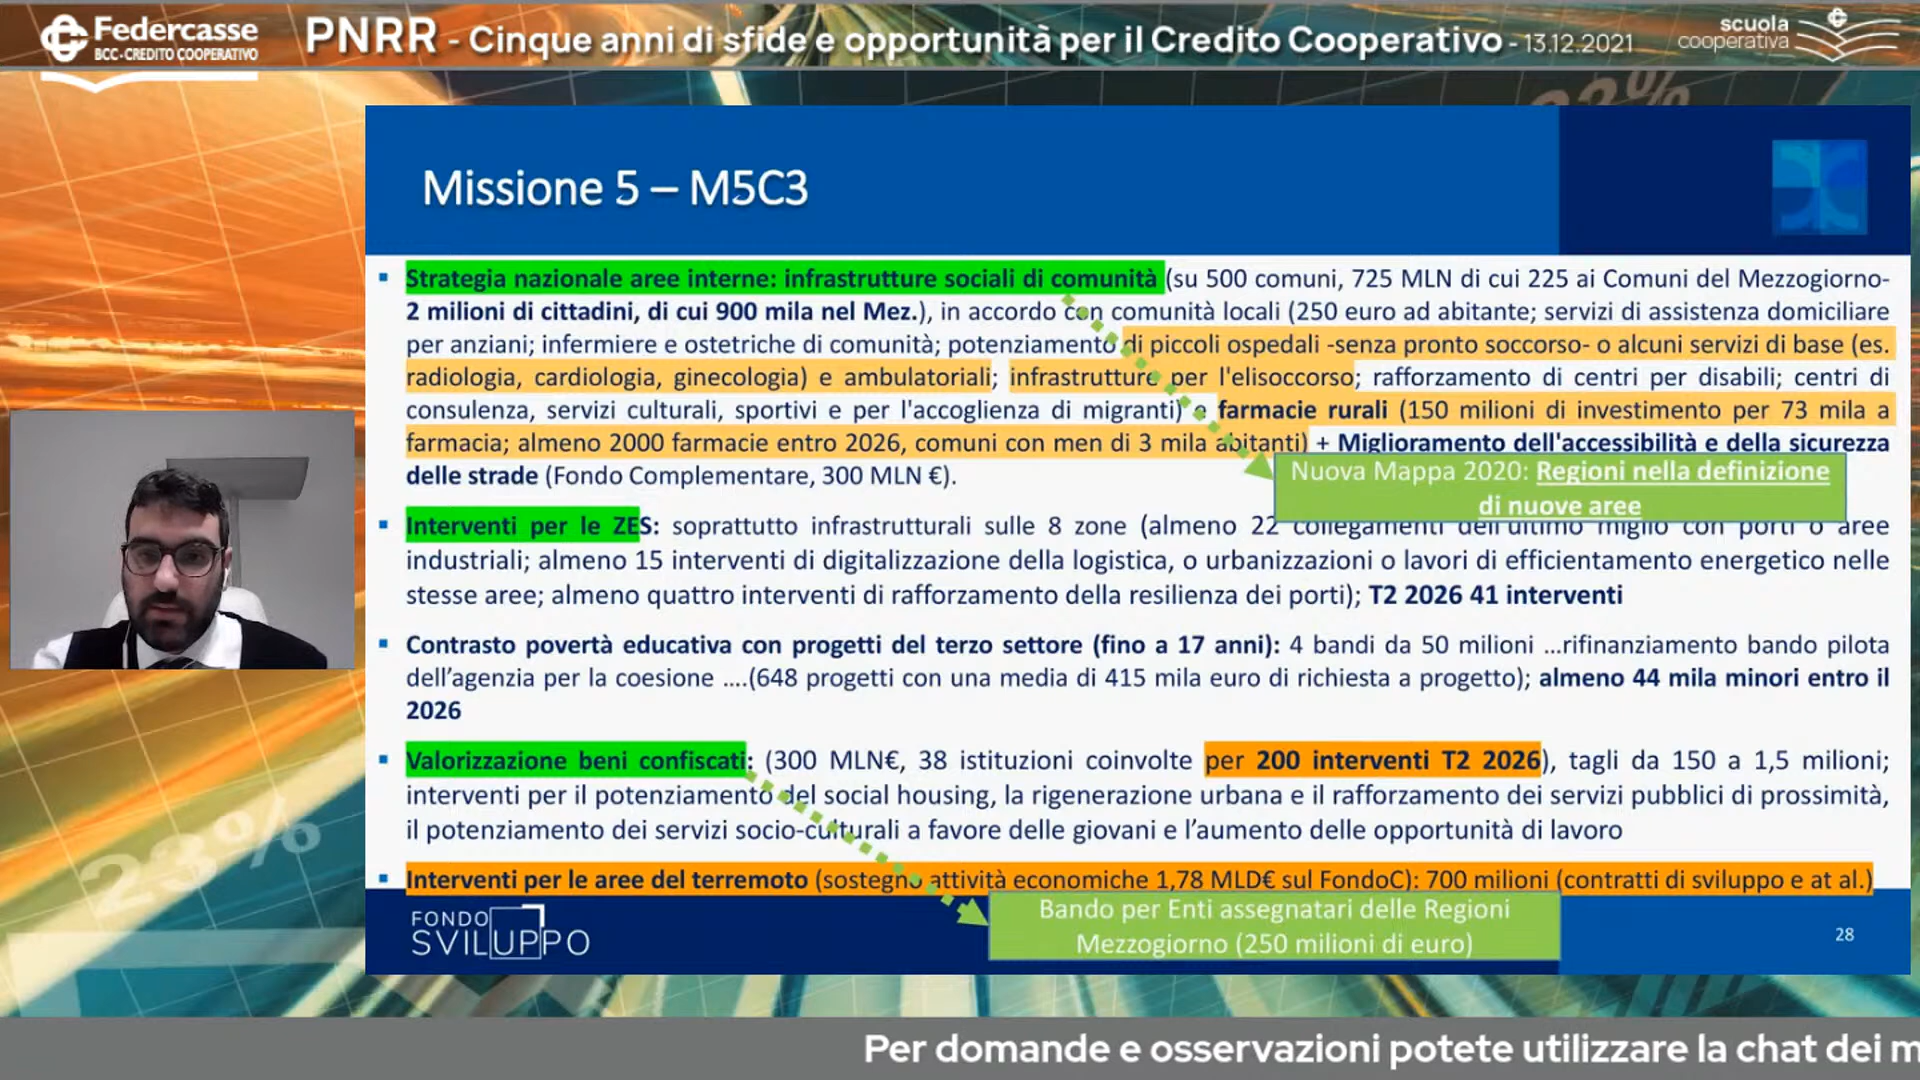 Federcasse
BCC-CREDITO COOPERATIVO
PNRR - Cinque anni di sfide e opportunità per il Credito Cooperativo - 13.12.2021
scuola
cooperativa
Missione 5 – M5C3
Strategia nazionale aree interne: infrastrutture sociali di comunità (su 500 comuni, 725 MLN di cui 225 ai Comuni del Mezzogiorno-
2 milioni di cittadini, di cui 900 mila nel Mez.), in accordo con comunità locali (250 euro ad abitante; servizi di assistenza domiciliare
per anziani; infermiere e ostetriche di comunità; potenziamento di piccoli ospedali -senza pronto soccorso- o alcuni servizi di base (es.
radiologia, cardiologia, ginecologia) e ambulatoriali; infrastrutture per l'elisoccorso; rafforzamento di centri per disabili; centri di
consulenza, servizi culturali, sportivi e per l'accoglienza di migranti) e farmacie rurali (150 milioni di investimento per 73 mila a
farmacia; almeno 2000 farmacie entro 2026, comuni con men di 3 mila abitanti) + Miglioramento dell'accessibilità e della sicurezza
delle strade (Fondo Complementare, 300 MLN €).
Nuova Mappa 2020: Regioni nella definizione
di nuove aree
Interventi per le ZES: soprattutto infrastrutturali sulle 8 zone (almeno 22 collegamenti dell'ultimo miglio con porti o aree
industriali; almeno 15 interventi di digitalizzazione della logistica, o urbanizzazioni o lavori di efficientamento energetico nelle
stesse aree; almeno quattro interventi di rafforzamento della resilienza dei porti); T2 2026 41 interventi
Contrasto povertà educativa con progetti del terzo settore (fino a 17 anni): 4 bandi da 50 milioni ...rifinanziamento bando pilota
dell’agenzia per la coesione ....(648 progetti con una media di 415 mila euro di richiesta a progetto); almeno 44 mila minori entro il
2026
Valorizzazione beni confiscati: (300 MLN€, 38 istituzioni coinvolte per 200 interventi T2 2026), tagli da 150 a 1,5 milioni;
interventi per il potenziamento del social housing, la rigenerazione urbana e il rafforzamento dei servizi pubblici di prossimità,
il potenziamento dei servizi socio-culturali a favore delle giovani e l’aumento delle opportunità di lavoro
Interventi per le aree del terremoto (sostegno attività economiche 1,78 MLD€ sul FondoC): 700 milioni (contratti di sviluppo e at al.)
Bando per Enti assegnatari delle Regioni
Mezzogiorno (250 milioni di euro)
FONDO
SVILUPPO
28
23%
Per domande e osservazioni potete utilizzare la chat dei m